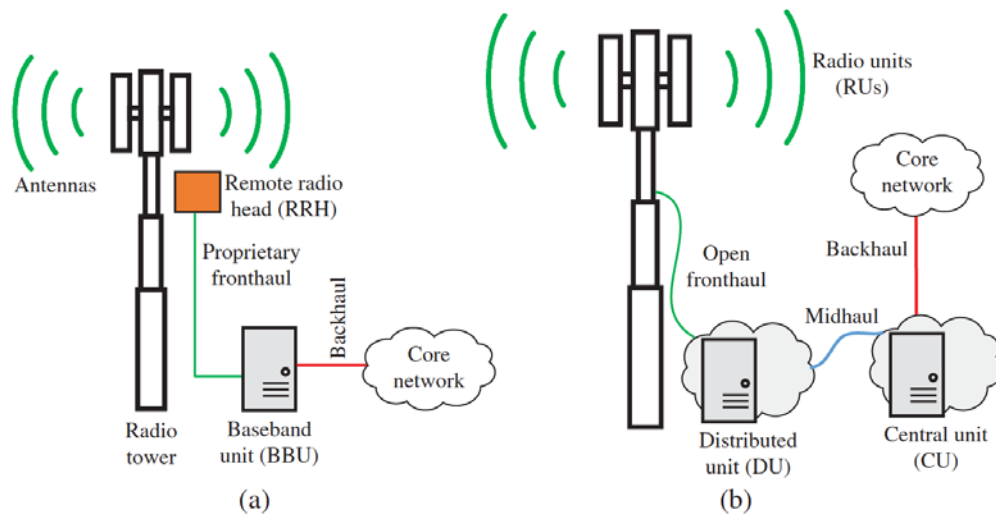 Antennas
Remote radio
head (RRH)
Proprietary
fronthaul
Backhaul
Core
network
Radio
tower
Baseband
unit (BBU)
(a)
(b)
Radio units
(RUs)
Core
network
Open
fronthaul
Backhaul
Midhaul
Distributed
unit (DU)
Central unit
(CU)